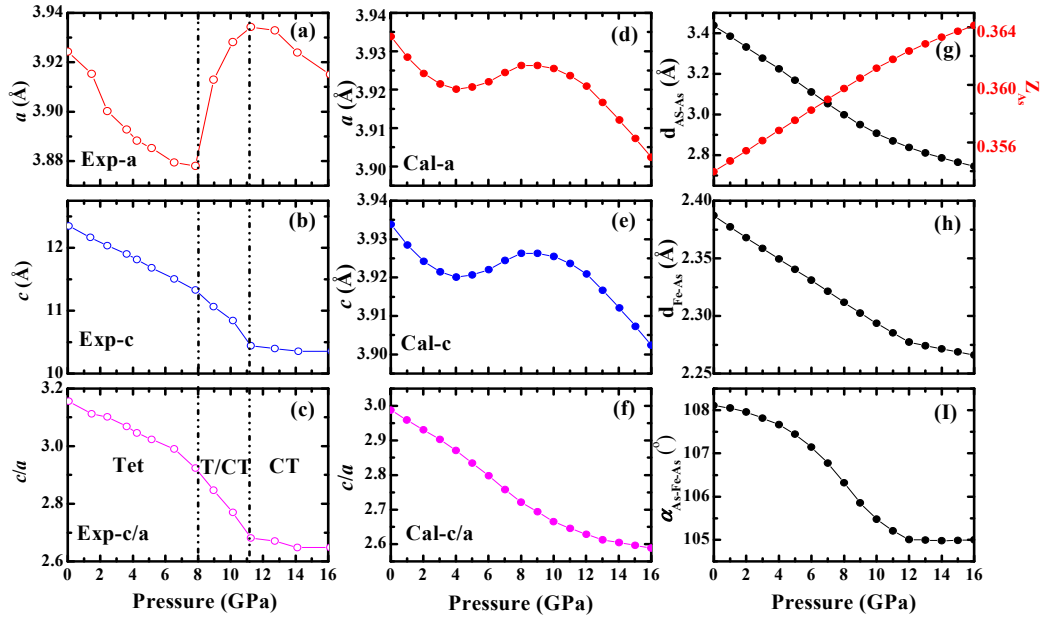 3.94
3.92
3.90
3.88
a (Å)
(a)
Exp-a
3.94
3.93
3.92
3.91
3.90
a (Å)
(d)
Cal-a
3.4
3.2
3.0
2.8
d_AS-As (Å)
(g)
0.364
0.360
0.356
Z_As
12
11
10
c (Å)
(b)
Exp-c
3.94
3.93
3.92
3.91
3.90
c (Å)
(e)
Cal-c
2.40
2.35
2.30
2.25
d_Fe-As (Å)
(h)
3.2
3.0
2.8
2.6
c/a
(c)
Tet
T/CT
CT
Exp-c/a
0 2 4 6 8 10 12 14 16
Pressure (GPa)
3.0
2.9
2.8
2.7
2.6
c/a
(f)
Cal-c/a
0 2 4 6 8 10 12 14 16
Pressure (GPa)
108
107
106
105
α_As-Fe-As (°)
(I)
0 2 4 6 8 10 12 14 16
Pressure (GPa)